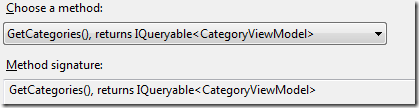 Choose a method:
GetCategories(), returns IQueryable<CategoryViewModel>
Method signature:
GetCategories(), returns IQueryable<CategoryViewModel>